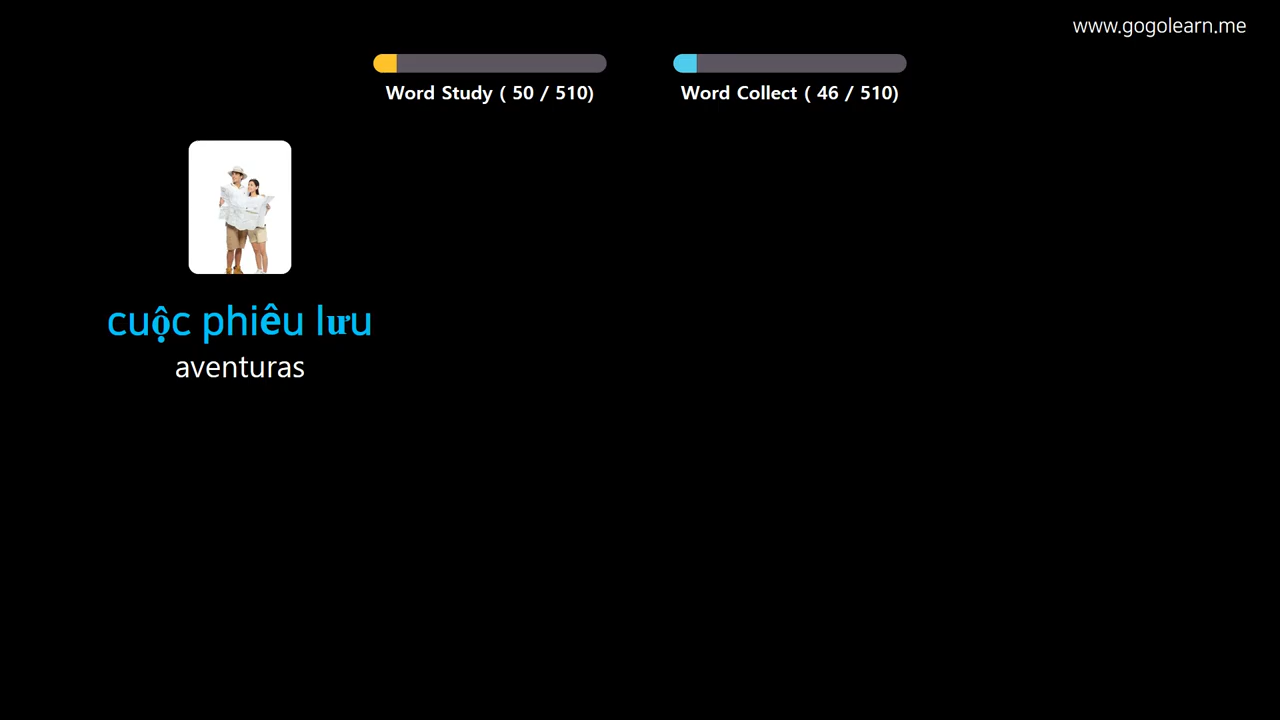 www.gogolearn.me
Word Study ( 50 / 510)
Word Collect ( 46 / 510)
cuộc phiêu lưu
aventuras